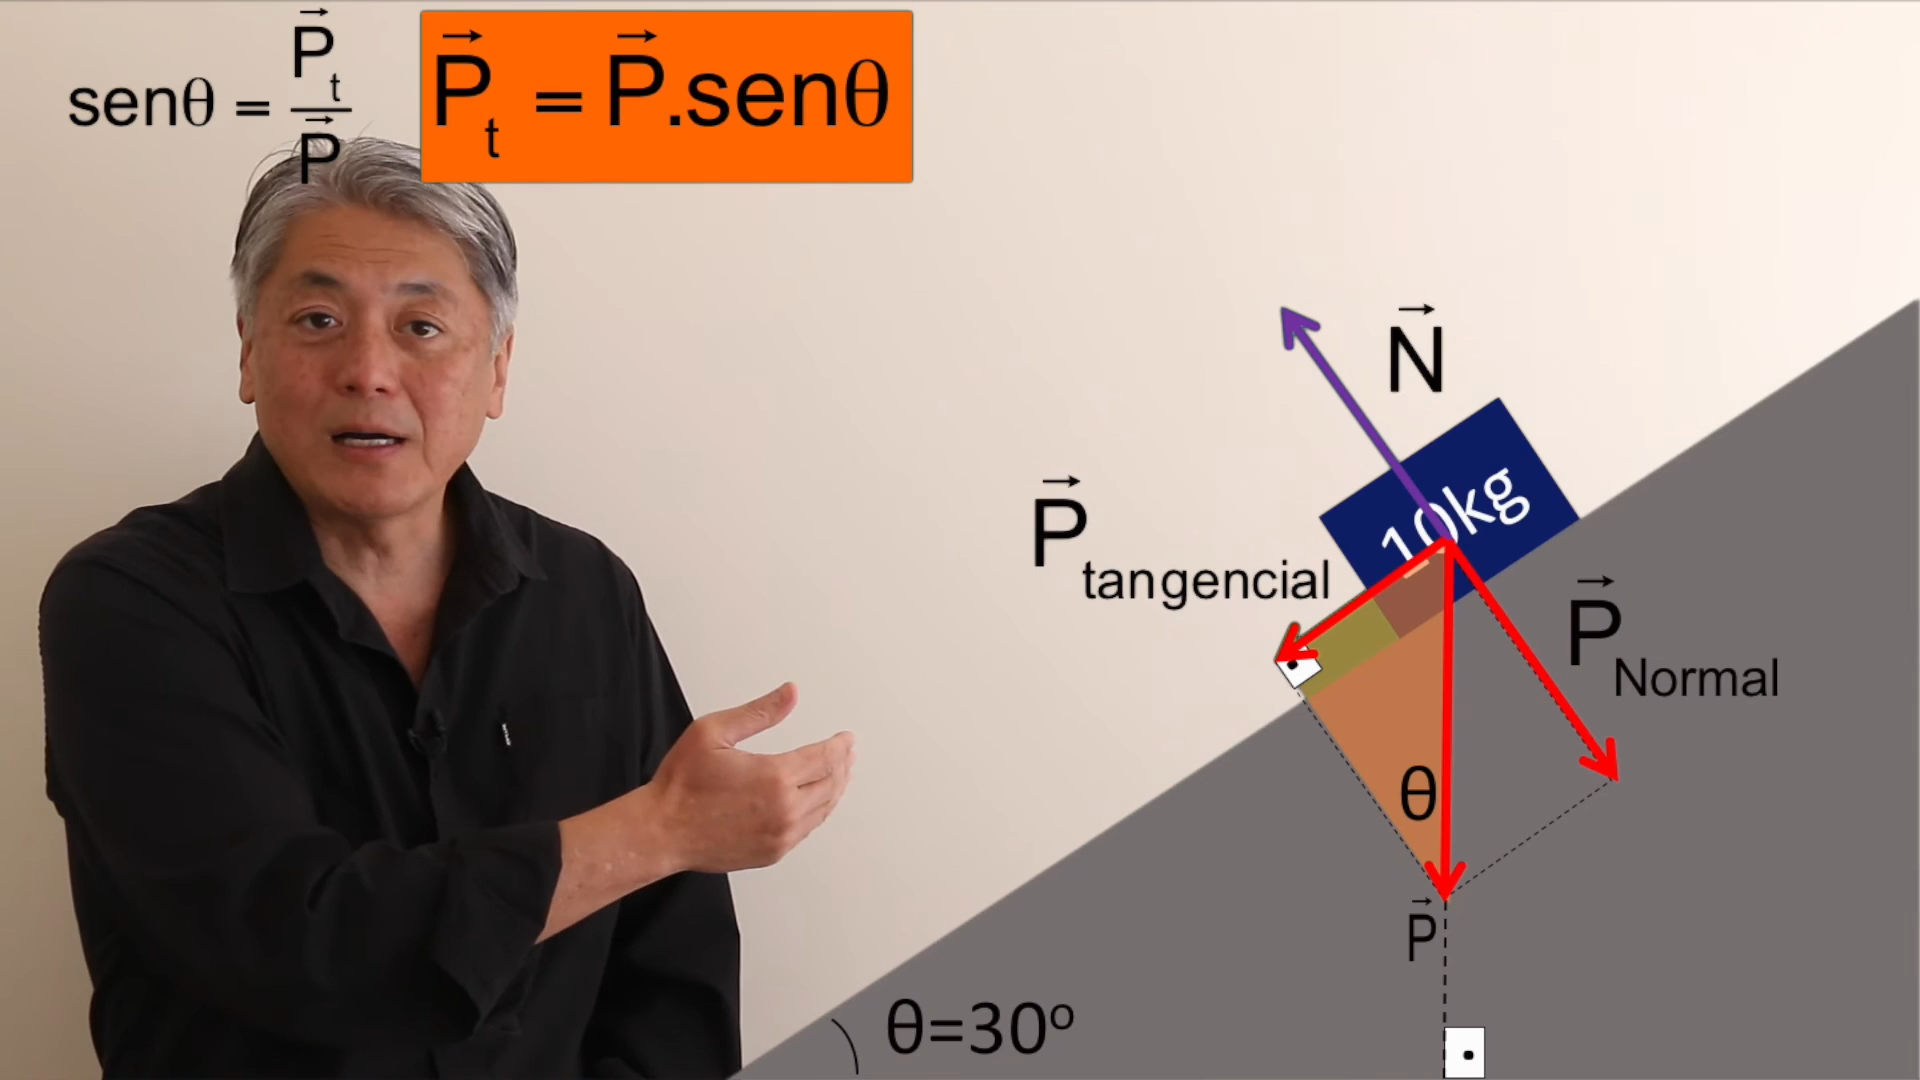 senθ = P⃗t / P⃗
P⃗t = P⃗.senθ
N⃗
10kg
P⃗ tangencial
P⃗ Normal
θ
P⃗
θ=30º